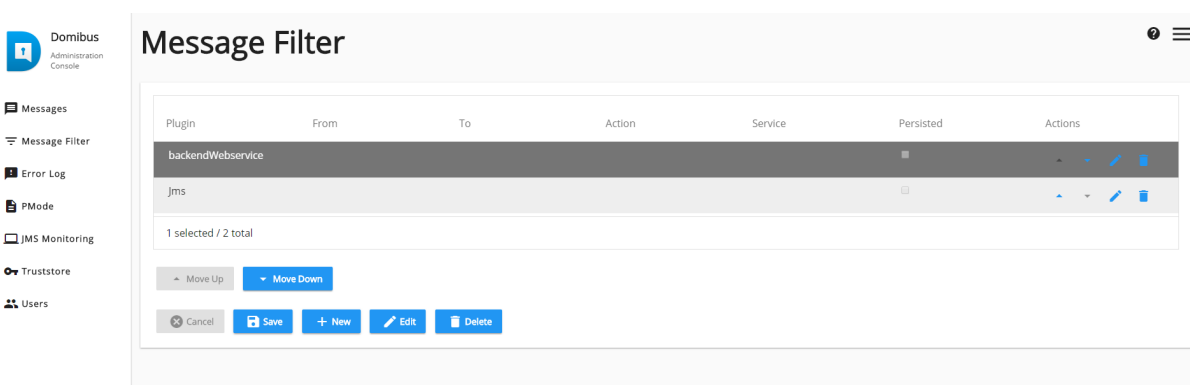 Domibus
Administration
Console
Message Filter
Messages
Message Filter
Error Log
PMode
JMS Monitoring
Truststore
Users
Plugin From To Action Service Persisted Actions
backendWebservice
Jms
1 selected / 2 total
Move Up Move Down
Cancel Save New Edit Delete